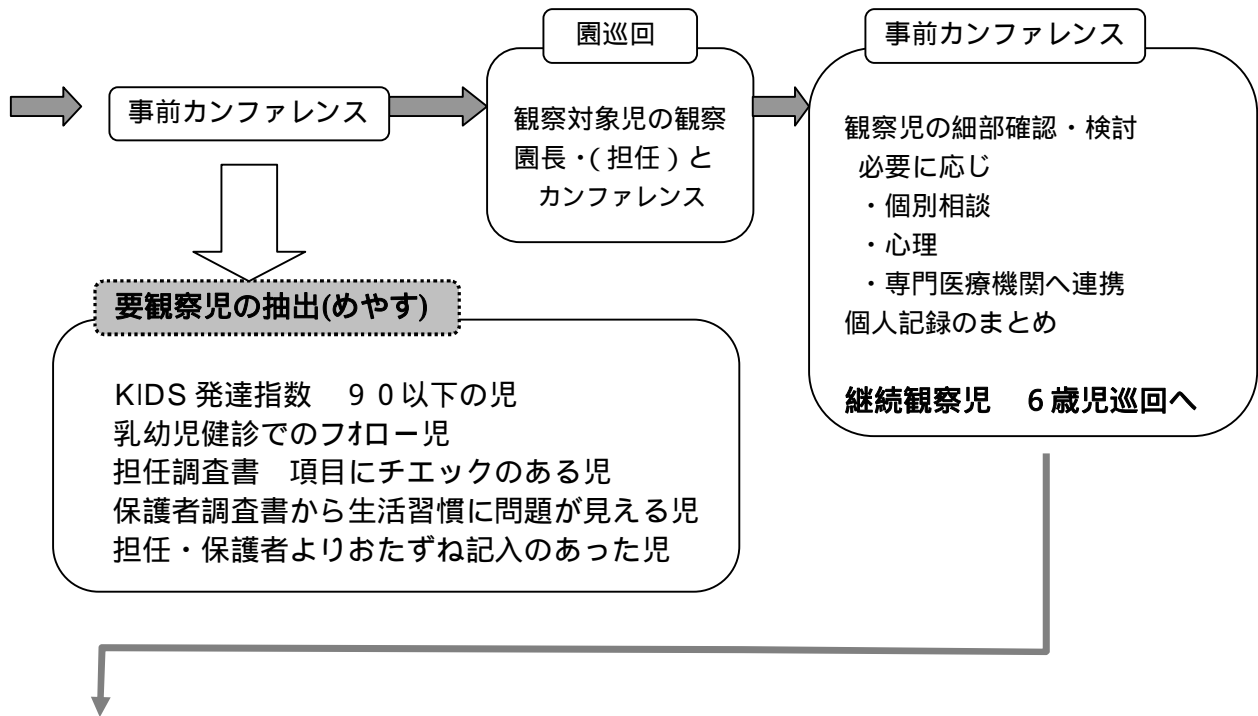 事前カンファレンス
園巡回
観察対象児の観察
園長・(担任)と
カンファレンス
事前カンファレンス
観察児の細部確認・検討
必要に応じ
・個別相談
・心理
・専門医療機関へ連携
個人記録のまとめ
継続観察児　6歳児巡回へ
要観察児の抽出(めやす)
KIDS 発達指数　90以下の児
乳幼児健診でのフォロー児
担任調査書　項目にチエックのある児
保護者調査書から生活習慣に問題が見える児
担任・保護者よりおたずね記入のあった児